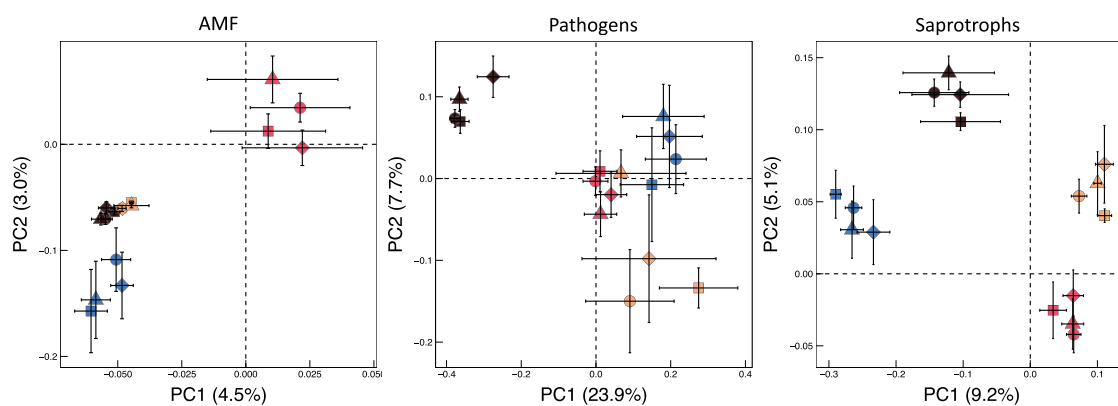 AMF
Pathogens
Saprotrophs
PC2 (3.0%)
0.0
−0.1
−0.2
−0.050
−0.025
0.000
0.025
PC1 (4.5%)
PC2 (7.7%)
0.1
0.0
−0.1
−0.2
−0.4
−0.2
0.0
0.2
0.4
PC1 (23.9%)
PC2 (5.1%)
0.15
0.10
0.05
0.00
−0.05
−0.3
−0.2
−0.1
0.0
0.1
PC1 (9.2%)